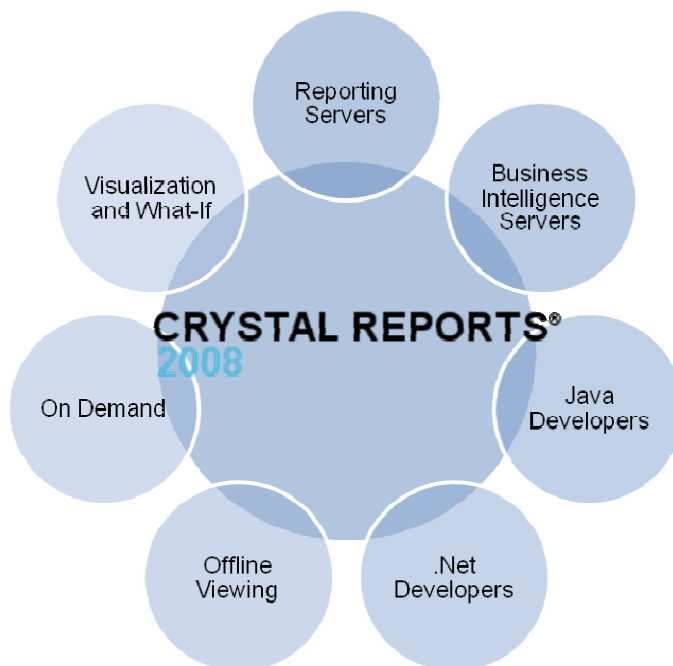 Reporting
Servers
Business
Intelligence
Servers
Visualization
and What-If
CRYSTAL REPORTS®
2008
On Demand
Java
Developers
Offline
Viewing
.Net
Developers